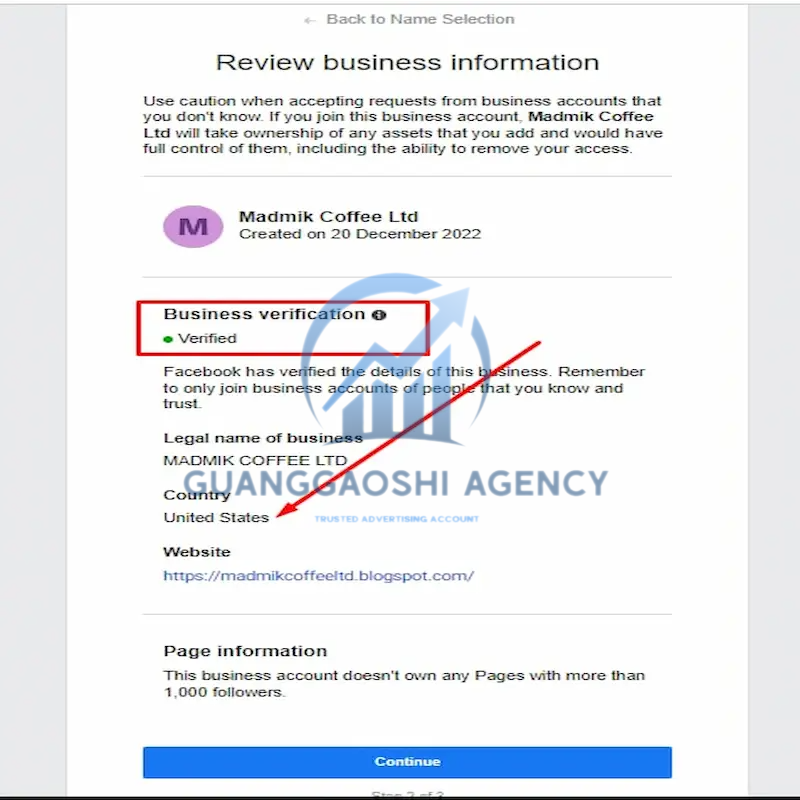 ← Back to Name Selection
Review business information
Use caution when accepting requests from business accounts that
you don't know. If you join this business account, Madmik Coffee
Ltd will take ownership of any assets that you add and would have
full control of them, including the ability to remove your access.
M
Madmik Coffee Ltd
Created on 20 December 2022
Business verification
Verified
Facebook has verified the details of this business. Remember
to only join business accounts of people that you know and
trust.
Legal name of business
MADMIK COFFEE LTD
GUANGGAOSHI AGENCY
Country
United States
TRUSTED ADVERTISING ACCOUNT
Website
https://madmikcoffeeltd.blogspot.com/
Page information
This business account doesn't own any Pages with more than
1,000 followers.
Continue
Step 2 of 3